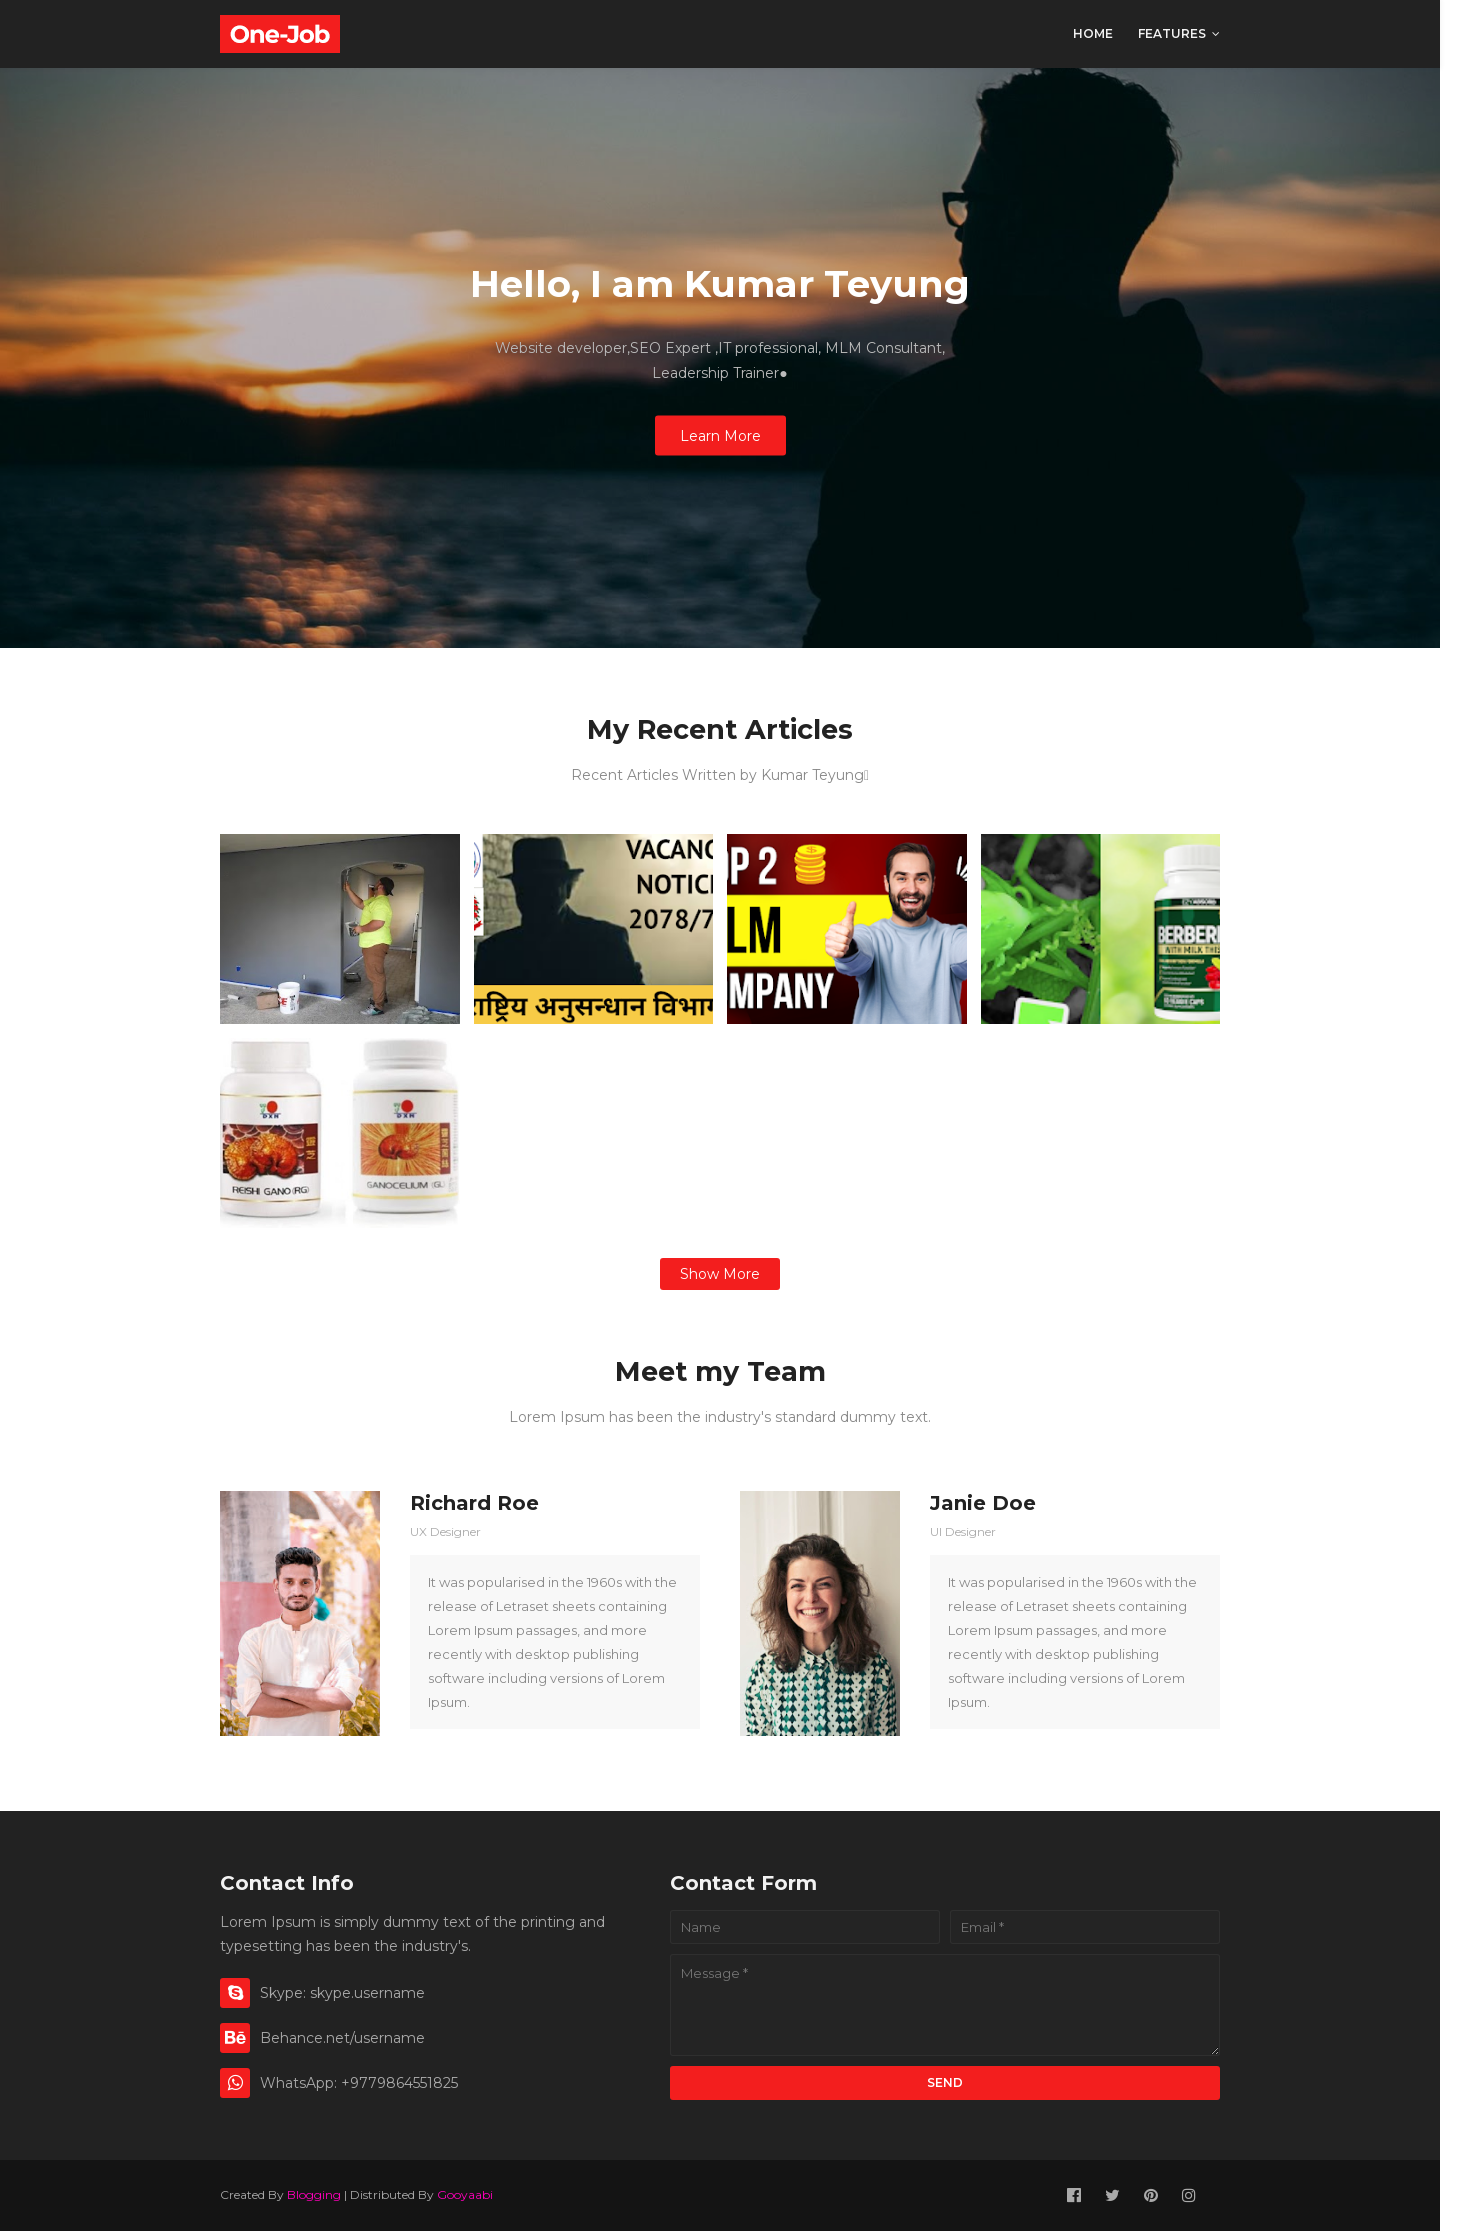 One-Job
HOME
FEATURES
Hello, I am Kumar Teyung
Website developer,SEO Expert ,IT professional, MLM Consultant,
Leadership Trainer●
Learn More
My Recent Articles
Recent Articles Written by Kumar Teyung
VACANC
NOTICE
2078/7
राष्ट्रिय अनुसन्धान विभाग
OP 2
LM
MPANY
BERBER
WITH MILK THIS
DXN
REISHI GANO (RG)
DXN
GANOCELIUM (GL)
Show More
Meet my Team
Lorem Ipsum has been the industry's standard dummy text.
Richard Roe
UX Designer
It was popularised in the 1960s with the
release of Letraset sheets containing
Lorem Ipsum passages, and more
recently with desktop publishing
software including versions of Lorem
Ipsum.
Janie Doe
UI Designer
It was popularised in the 1960s with the
release of Letraset sheets containing
Lorem Ipsum passages, and more
recently with desktop publishing
software including versions of Lorem
Ipsum.
Contact Info
Lorem Ipsum is simply dummy text of the printing and
typesetting has been the industry's.
Skype: skype.username
Bē Behance.net/username
WhatsApp: +9779864551825
Contact Form
Name
Email *
Message *
SEND
Created By Blogging | Distributed By Gooyaabi